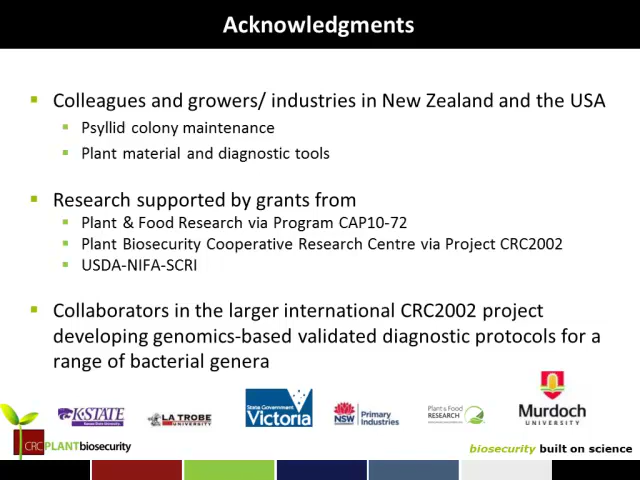 Acknowledgments
Colleagues and growers/ industries in New Zealand and the USA
Psyllid colony maintenance
Plant material and diagnostic tools
Research supported by grants from
Plant & Food Research via Program CAP10-72
Plant Biosecurity Cooperative Research Centre via Project CRC2002
USDA-NIFA-SCRI
Collaborators in the larger international CRC2002 project
developing genomics-based validated diagnostic protocols for a
range of bacterial genera
K-STATE
Kansas State University
LA TROBE
UNIVERSITY
State Government
Victoria
NSW
GOVERNMENT
Primary
Industries
Plant & Food
RESEARCH
Murdoch
UNIVERSITY
CRCPLANTbiosecurity
biosecurity built on science